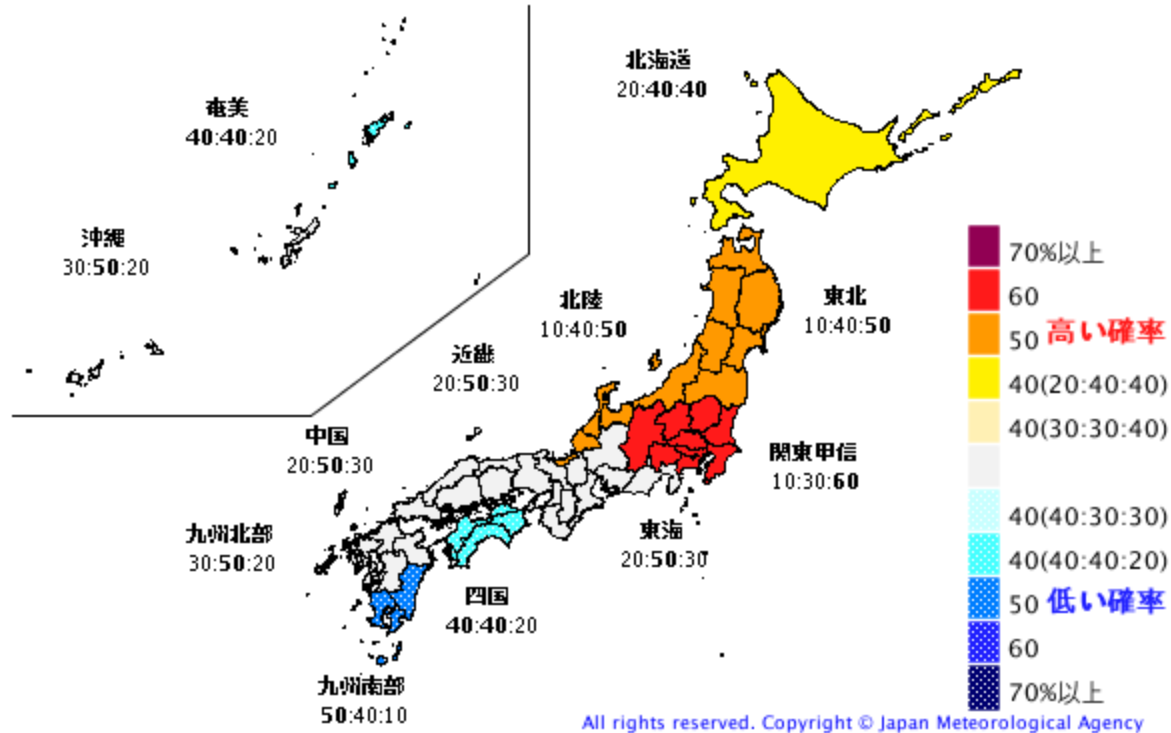 北海道
20:40:40
奄美
40:40:20
沖縄
30:50:20
北陸
10:40:50
東北
10:40:50
近畿
20:50:30
中国
20:50:30
関東甲信
10:30:60
九州北部
30:50:20
東海
20:50:30
四国
40:40:20
九州南部
50:40:10
70%以上
60
50 高い確率
40(20:40:40)
40(30:30:40)
40(40:30:30)
40(40:40:20)
50 低い確率
60
70%以上
All rights reserved. Copyright © Japan Meteorological Agency